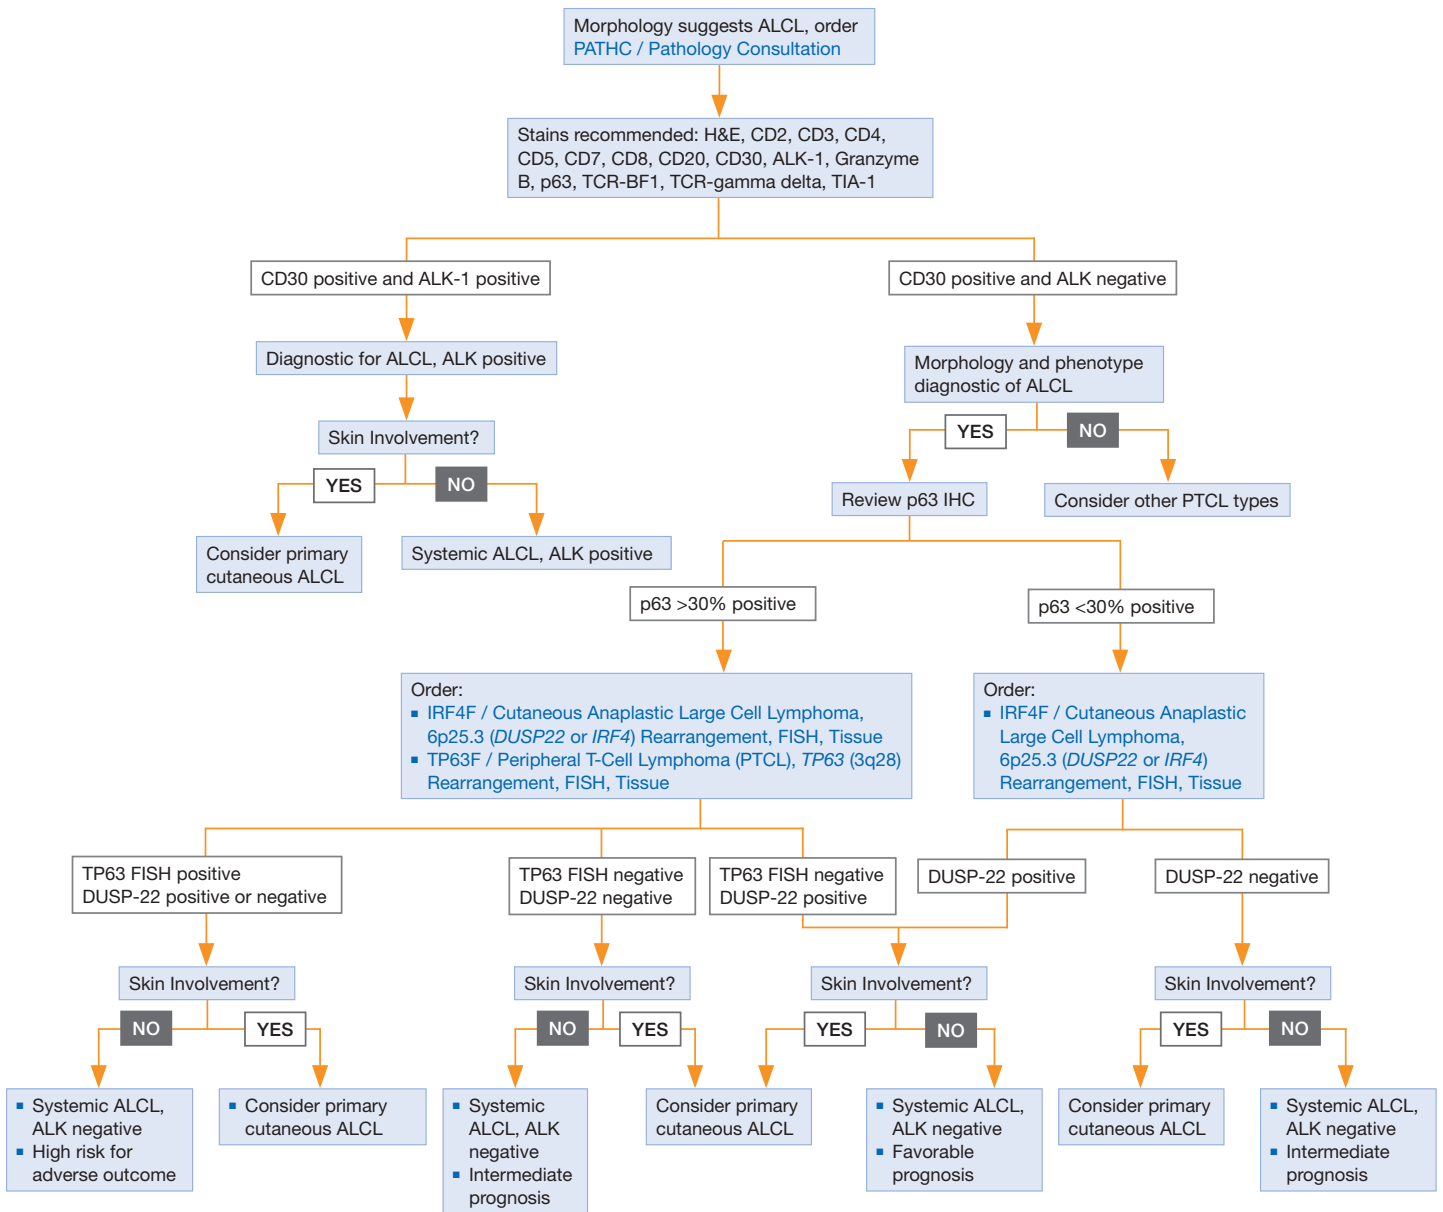 Morphology suggests ALCL, order
PATHC / Pathology Consultation
Stains recommended: H&E, CD2, CD3, CD4,
CD5, CD7, CD8, CD20, CD30, ALK-1, Granzyme
B, p63, TCR-BF1, TCR-gamma delta, TIA-1
CD30 positive and ALK-1 positive
CD30 positive and ALK negative
Diagnostic for ALCL, ALK positive
Morphology and phenotype
diagnostic of ALCL
Skin Involvement?
YES
NO
YES
NO
Review p63 IHC
Consider other PTCL types
Consider primary
cutaneous ALCL
Systemic ALCL, ALK positive
p63 >30% positive
p63 <30% positive
Order:
▪ IRF4F / Cutaneous Anaplastic Large Cell Lymphoma,
6p25.3 (DUSP22 or IRF4) Rearrangement, FISH, Tissue
▪ TP63F / Peripheral T-Cell Lymphoma (PTCL), TP63 (3q28)
Rearrangement, FISH, Tissue
Order:
▪ IRF4F / Cutaneous Anaplastic
Large Cell Lymphoma,
6p25.3 (DUSP22 or IRF4)
Rearrangement, FISH, Tissue
TP63 FISH positive
DUSP-22 positive or negative
TP63 FISH negative
DUSP-22 negative
TP63 FISH negative
DUSP-22 positive
DUSP-22 positive
DUSP-22 negative
Skin Involvement?
Skin Involvement?
Skin Involvement?
Skin Involvement?
NO
YES
NO
YES
YES
NO
YES
NO
▪ Systemic ALCL,
ALK negative
▪ High risk for
adverse outcome
▪ Consider primary
cutaneous ALCL
▪ Systemic
ALCL, ALK
negative
▪ Intermediate
prognosis
Consider primary
cutaneous ALCL
▪ Systemic ALCL,
ALK negative
▪ Favorable
prognosis
Consider primary
cutaneous ALCL
▪ Systemic ALCL,
ALK negative
▪ Intermediate
prognosis